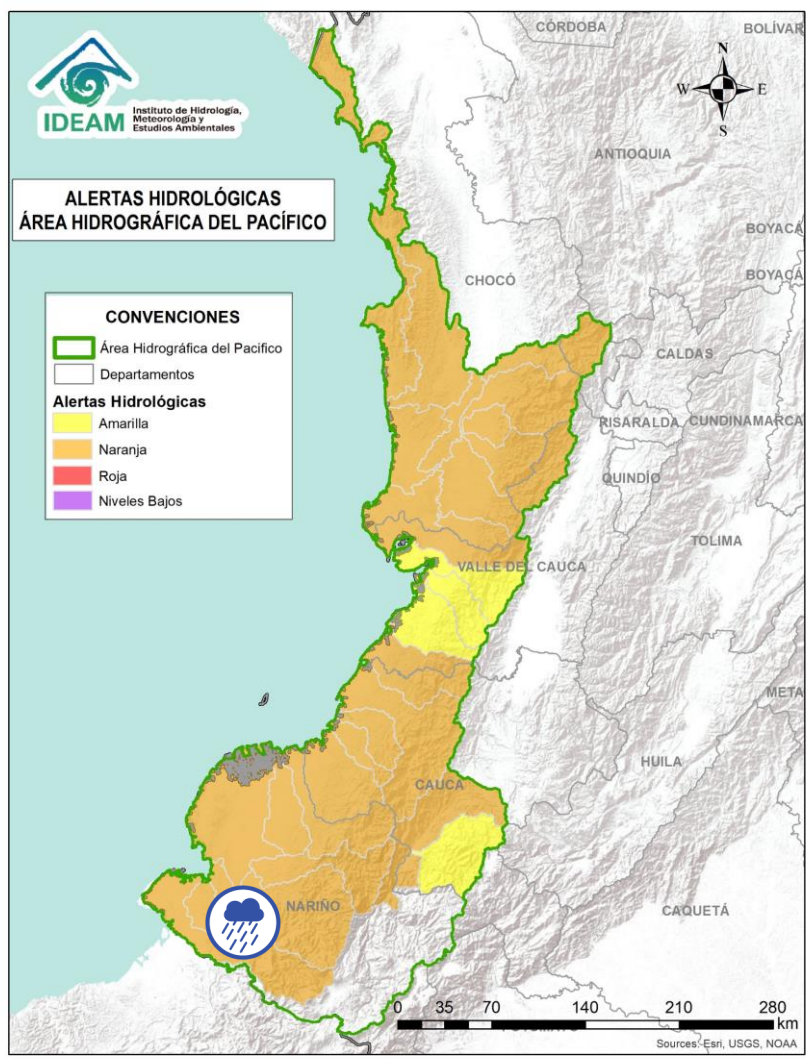 IDEAM
Instituto de Hidrología,
Meteorología y
Estudios Ambientales
ALERTAS HIDROLÓGICAS
ÁREA HIDROGRÁFICA DEL PACÍFICO
CONVENCIONES
Área Hidrográfica del Pacifico
Departamentos
Alertas Hidrológicas
Amarilla
Naranja
Roja
Niveles Bajos
N
W E
S
CÓRDOBA
BOLÍVAR
ANTIOQUIA
BOYACÁ
BOYACÁ
CHOCÓ
CALDAS
RISARALDA
CUNDINAMARCA
QUINDÍO
TOLIMA
VALLE DEL CAUCA
META
HUILA
CAUCA
NARIÑO
CAQUETÁ
0 35 70 140 210 280
km
Sources: Esri, USGS, NOAA